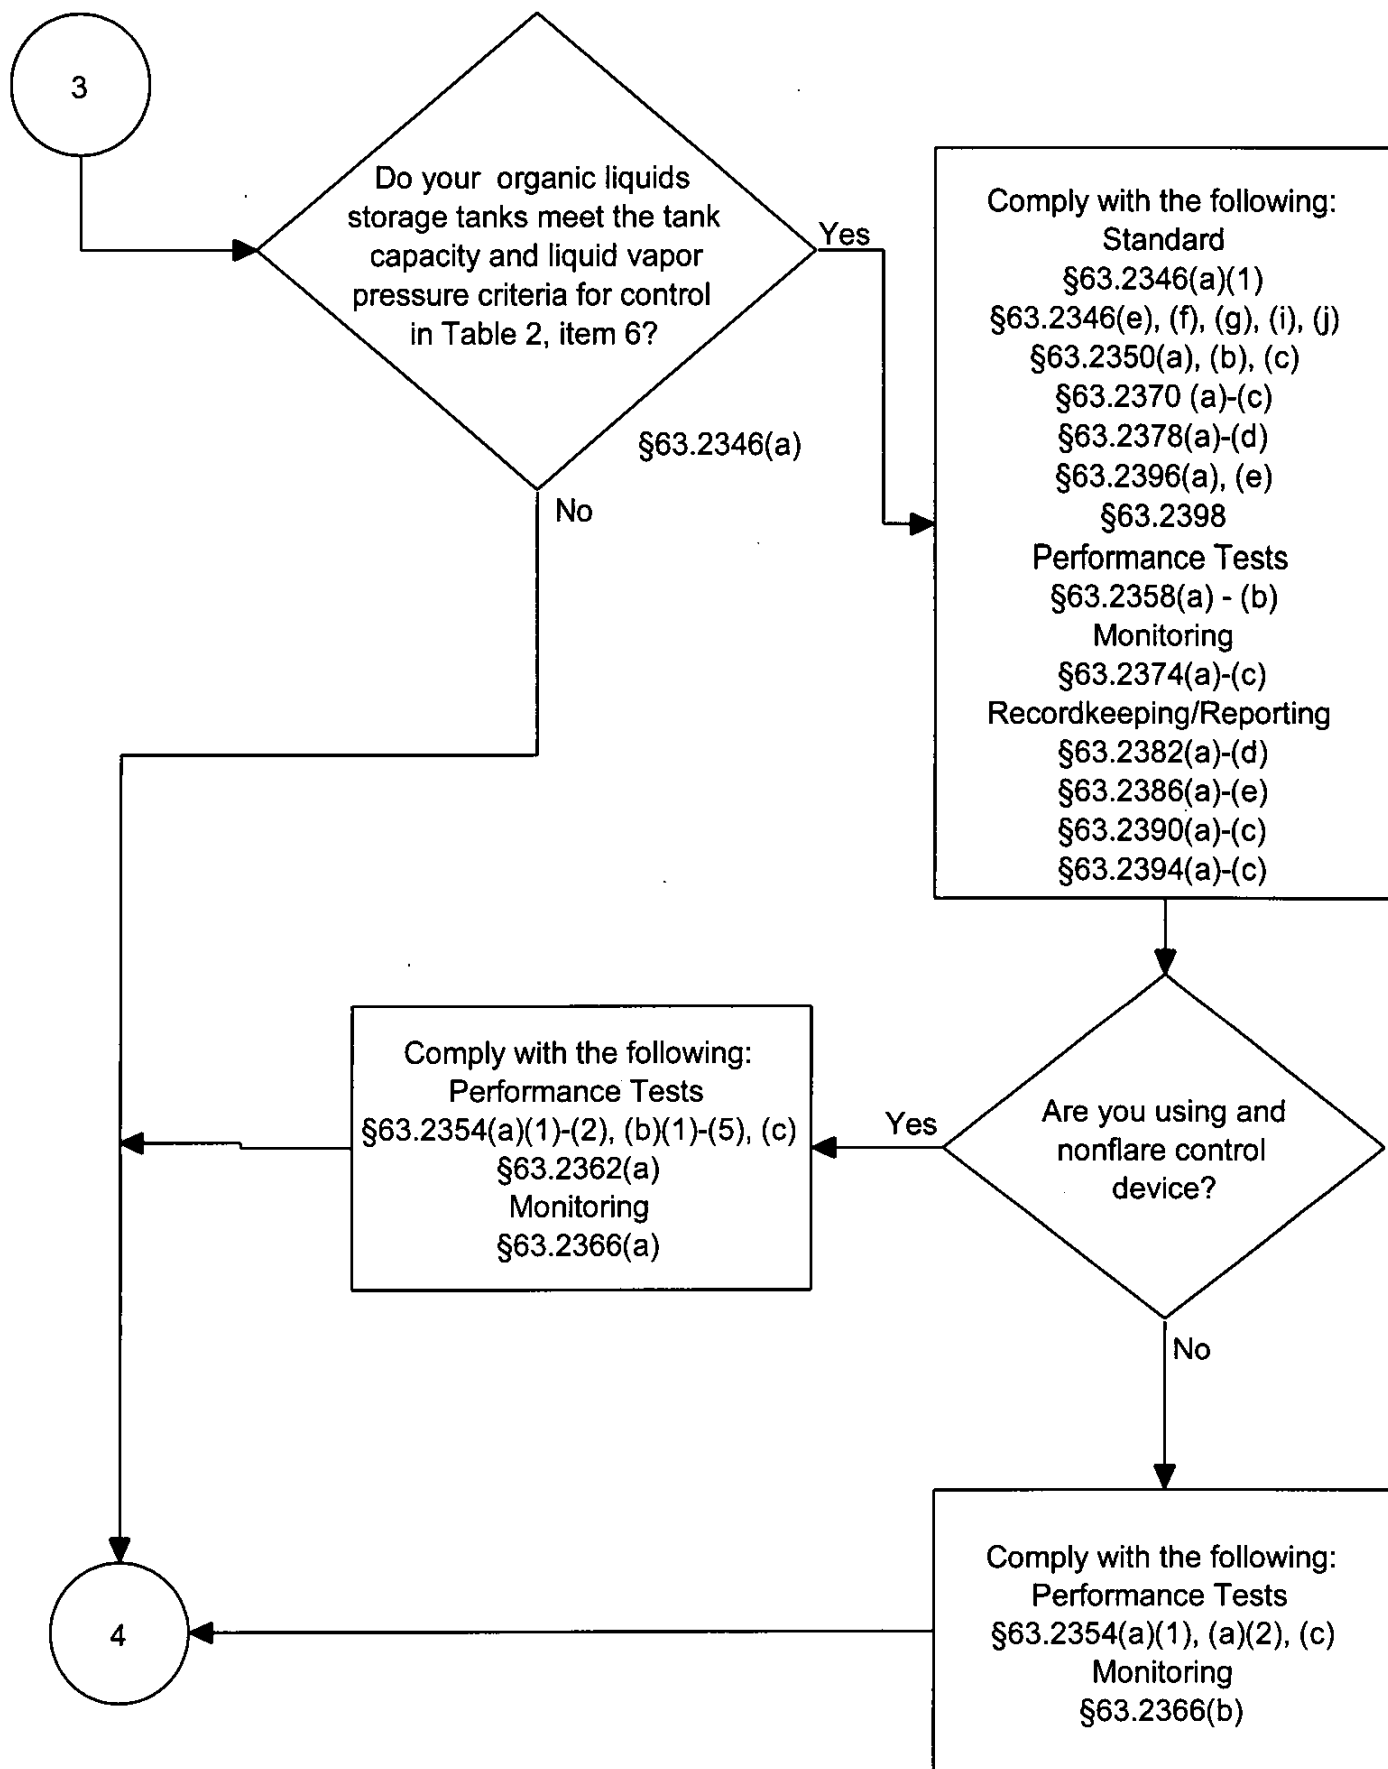 3
Do your organic liquids
storage tanks meet the tank
capacity and liquid vapor
pressure criteria for control
in Table 2, item 6?
Yes
§63.2346(a)
No
Comply with the following:
Standard
§63.2346(a)(1)
§63.2346(e), (f), (g), (i), (j)
§63.2350(a), (b), (c)
§63.2370 (a)-(c)
§63.2378(a)-(d)
§63.2396(a), (e)
§63.2398
Performance Tests
§63.2358(a) - (b)
Monitoring
§63.2374(a)-(c)
Recordkeeping/Reporting
§63.2382(a)-(d)
§63.2386(a)-(e)
§63.2390(a)-(c)
§63.2394(a)-(c)
Are you using and
nonflare control
device?
Yes
Comply with the following:
Performance Tests
§63.2354(a)(1)-(2), (b)(1)-(5), (c)
§63.2362(a)
Monitoring
§63.2366(a)
No
Comply with the following:
Performance Tests
§63.2354(a)(1), (a)(2), (c)
Monitoring
§63.2366(b)
4